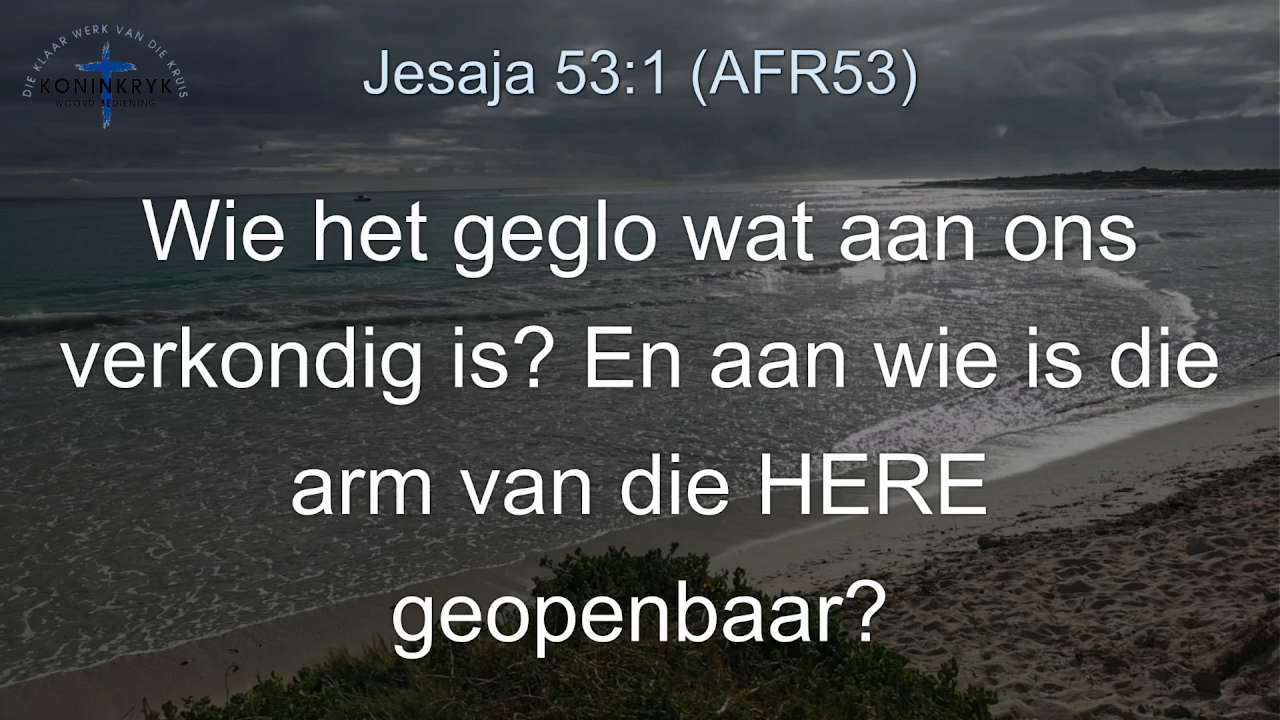 DIE KLAAR WERK VAN DIE KRUIS
KONINKRYK
WOORD BEDIENING
Jesaja 53:1 (AFR53)
Wie het geglo wat aan ons
verkondig is? En aan wie is die
arm van die HERE
geopenbaar?